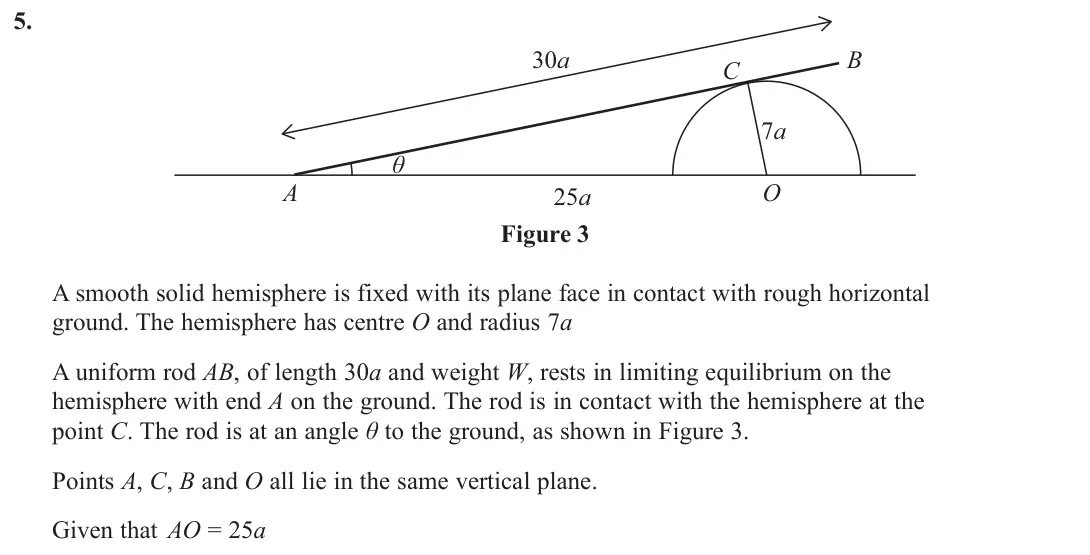 5.
30a
C
B
7a
θ
A
25a
O
Figure 3
A smooth solid hemisphere is fixed with its plane face in contact with rough horizontal
ground. The hemisphere has centre O and radius 7a
A uniform rod AB, of length 30a and weight W, rests in limiting equilibrium on the
hemisphere with end A on the ground. The rod is in contact with the hemisphere at the
point C. The rod is at an angle θ to the ground, as shown in Figure 3.
Points A, C, B and O all lie in the same vertical plane.
Given that AO = 25a